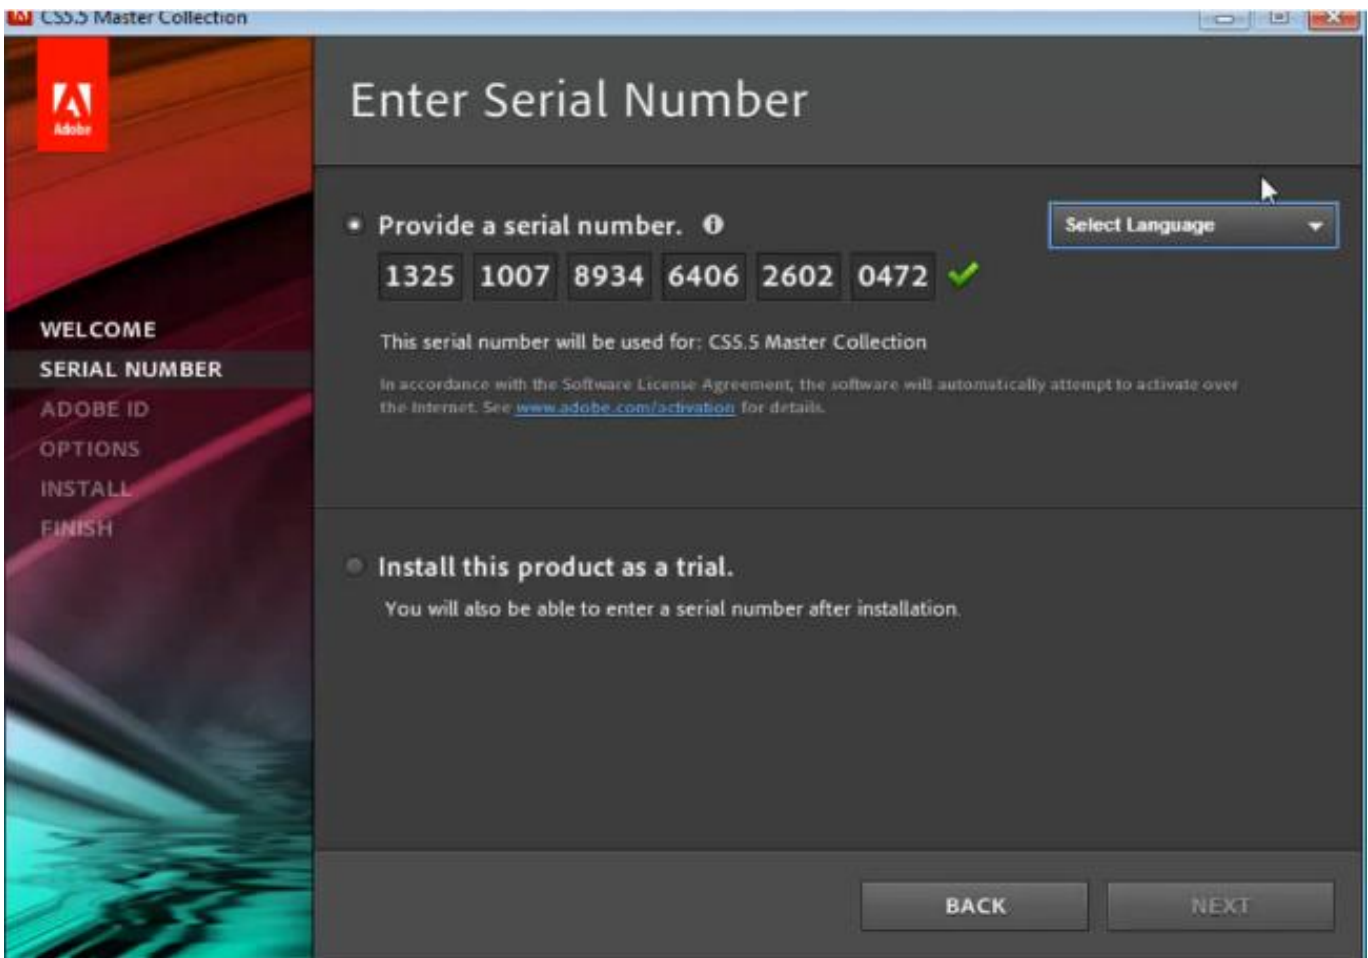 CS5.5 Master Collection
Adobe
Enter Serial Number
Provide a serial number.
Select Language
1325 1007 8934 6406 2602 0472
This serial number will be used for: CS5.5 Master Collection
In accordance with the Software License Agreement, the software will automatically attempt to activate over
the Internet. See www.adobe.com/activation for details.
WELCOME
SERIAL NUMBER
ADOBE ID
OPTIONS
INSTALL
FINISH
Install this product as a trial.
You will also be able to enter a serial number after installation.
BACK
NEXT